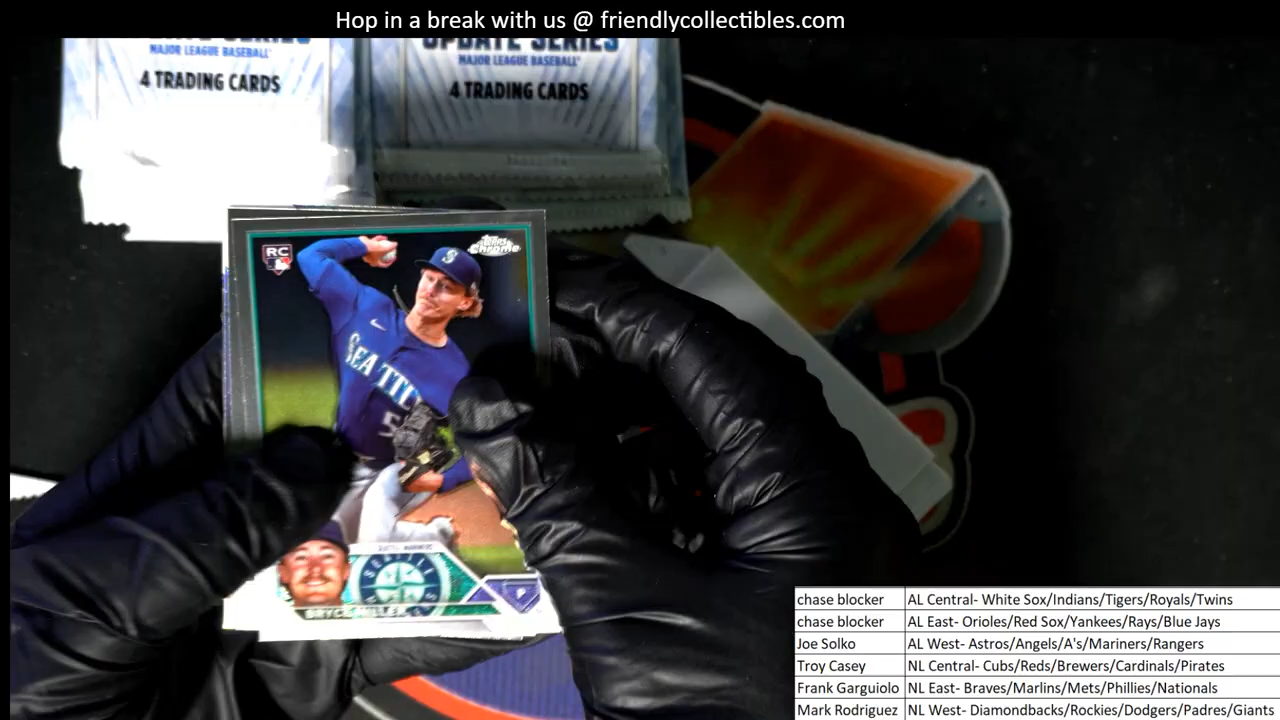 Hop in a break with us @ friendlycollectibles.com
UPDATE SERIES
MAJOR LEAGUE BASEBALL
MAJOR LEAGUE BASEBALL
4 TRADING CARDS
4 TRADING CARDS
RC
Topps Chrome
S
SEATTL
5
SEATTLE MARINERS
SEATTLE
BRYCE MILLER
P
chase blocker AL Central- White Sox/Indians/Tigers/Royals/Twins
chase blocker AL East- Orioles/Red Sox/Yankees/Rays/Blue Jays
Joe Solko AL West- Astros/Angels/A's/Mariners/Rangers
Troy Casey NL Central- Cubs/Reds/Brewers/Cardinals/Pirates
Frank Garguiolo NL East- Braves/Marlins/Mets/Phillies/Nationals
Mark Rodriguez NL West- Diamondbacks/Rockies/Dodgers/Padres/Giants